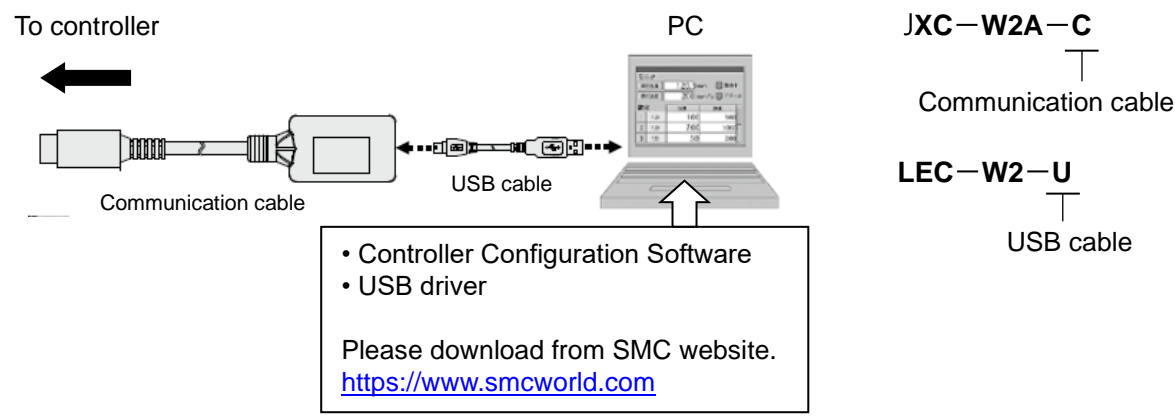 To controller
PC
JXC－W2A－C
Communication cable
LEC－W2－U
USB cable
USB cable
Communication cable
• Controller Configuration Software
• USB driver
Please download from SMC website.
https://www.smcworld.com